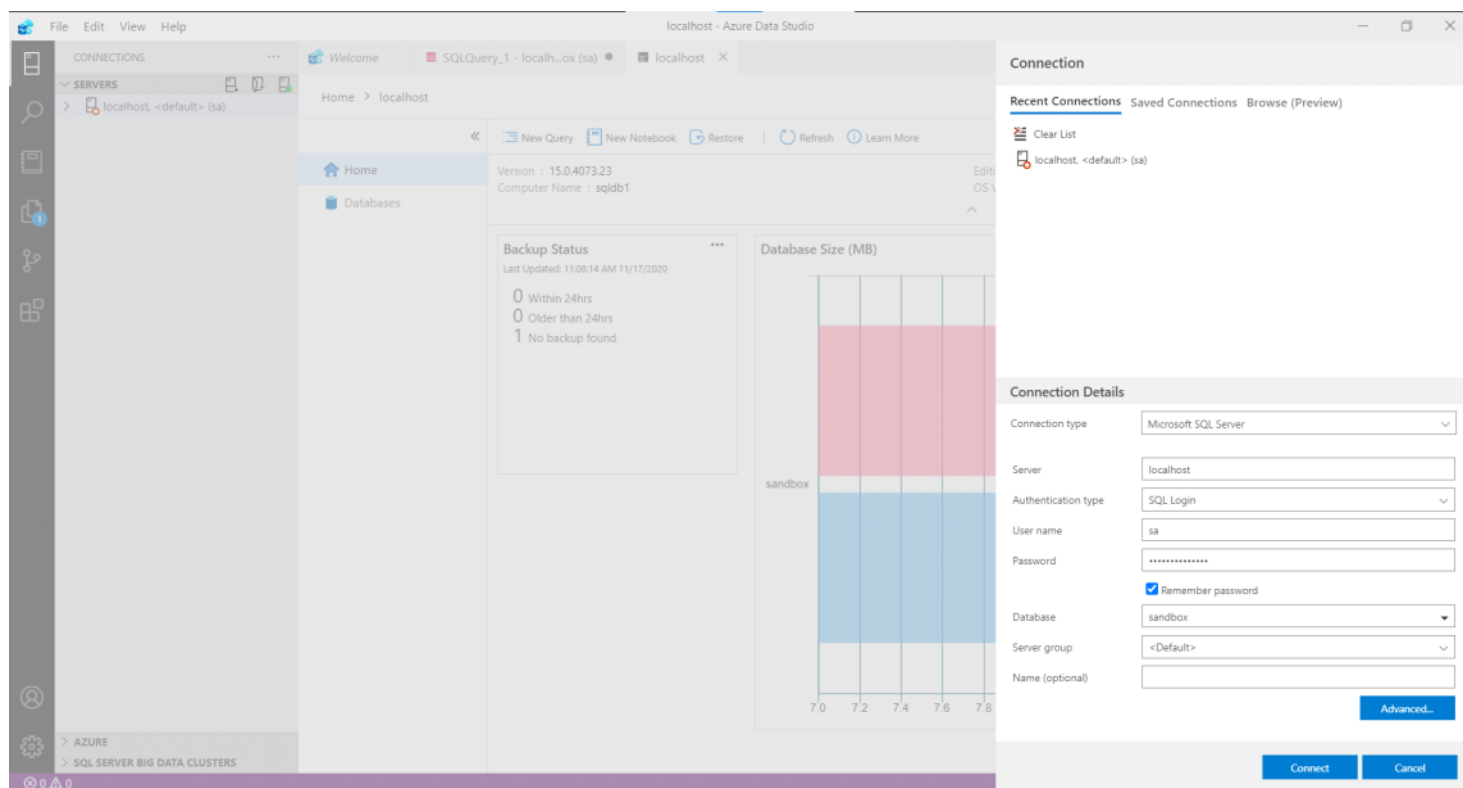 File Edit View Help
localhost - Azure Data Studio
CONNECTIONS
SERVERS
localhost, <default> (sa)
AZURE
SQL SERVER BIG DATA CLUSTERS
1
0 0
Welcome
SQLQuery_1 - localh...ox (sa)
localhost
Home > localhost
New Query New Notebook Restore Refresh Learn More
Home
Databases
Version : 15.0.4073.23
Computer Name : sqldb1
Editi
OS V
Backup Status
Last Updated: 11:08:14 AM 11/17/2020
0 Within 24hrs
0 Older than 24hrs
1 No backup found
Database Size (MB)
sandbox
7.0 7.2 7.4 7.6 7.8
Connection
Recent Connections Saved Connections Browse (Preview)
Clear List
localhost, <default> (sa)
Connection Details
Connection type Microsoft SQL Server
Server localhost
Authentication type SQL Login
User name sa
Password ••••••••••••••
Remember password
Database sandbox
Server group <Default>
Name (optional)
Advanced...
Connect Cancel